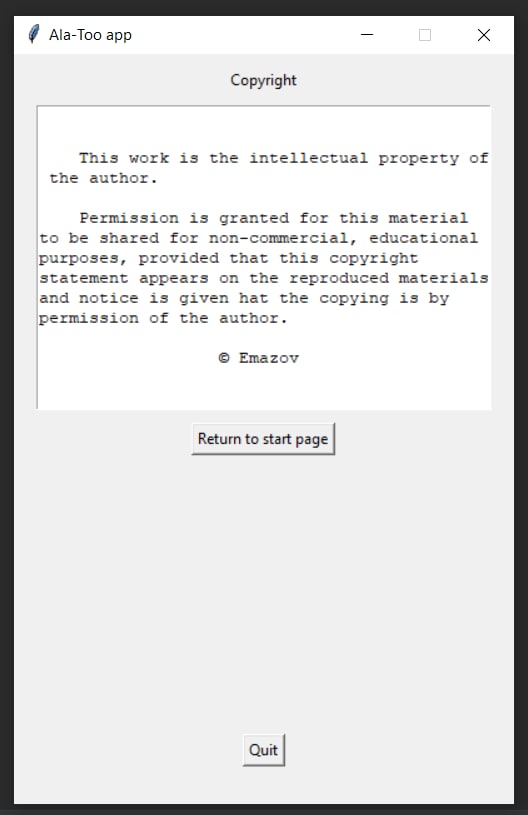 Ala-Too app
Copyright
This work is the intellectual property of
the author.
Permission is granted for this material
to be shared for non-commercial, educational
purposes, provided that this copyright
statement appears on the reproduced materials
and notice is given hat the copying is by
permission of the author.
© Emazov
Return to start page
Quit